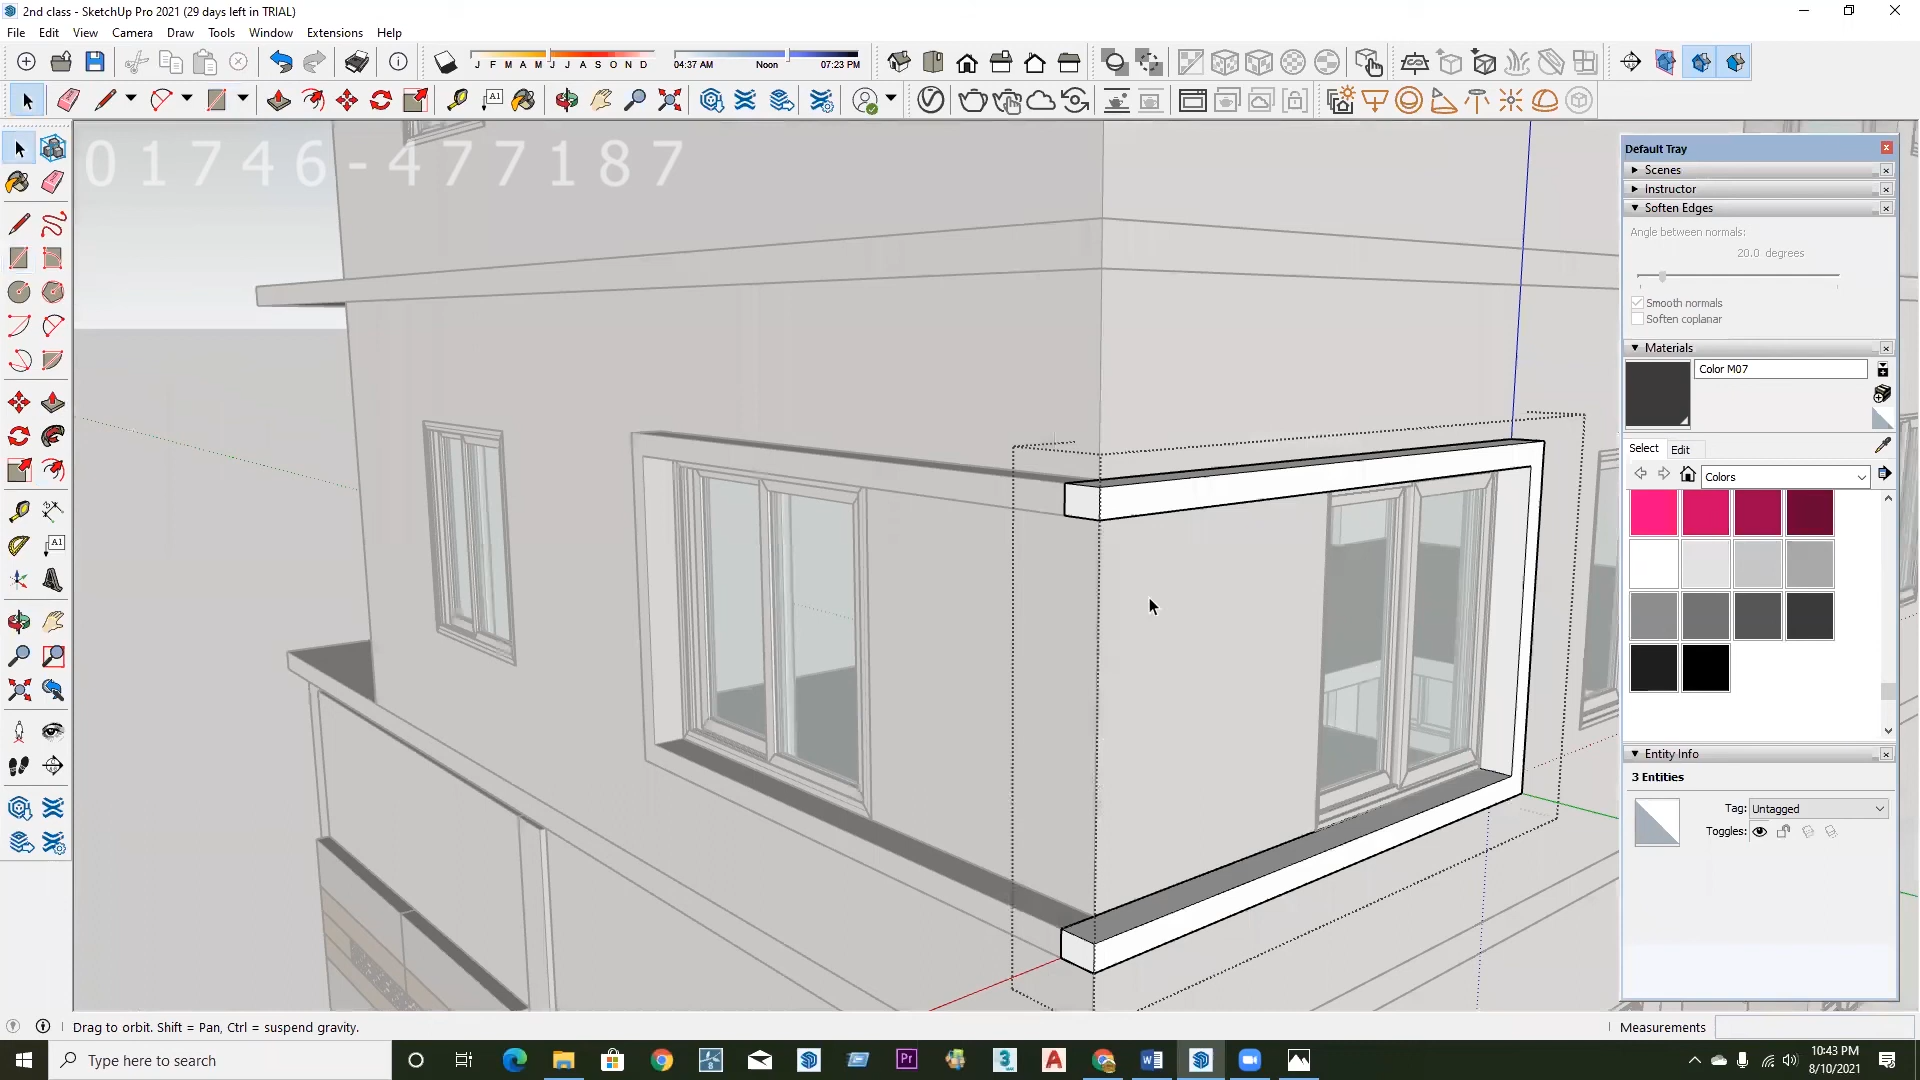 2nd class - SketchUp Pro 2021 (29 days left in TRIAL)
File Edit View Camera Draw Tools Window Extensions Help
J F M A M J J A S O N D
04:37 AM Noon 07:23 PM
A1
01746-477187
Default Tray
Scenes
Instructor
Soften Edges
Angle between normals:
20.0 degrees
Smooth normals
Soften coplanar
Materials
Color M07
Select Edit
Colors
A1
Entity Info
3 Entities
Tag: Untagged
Toggles:
Drag to orbit. Shift = Pan, Ctrl = suspend gravity.
Measurements
Type here to search
10:43 PM
8/10/2021